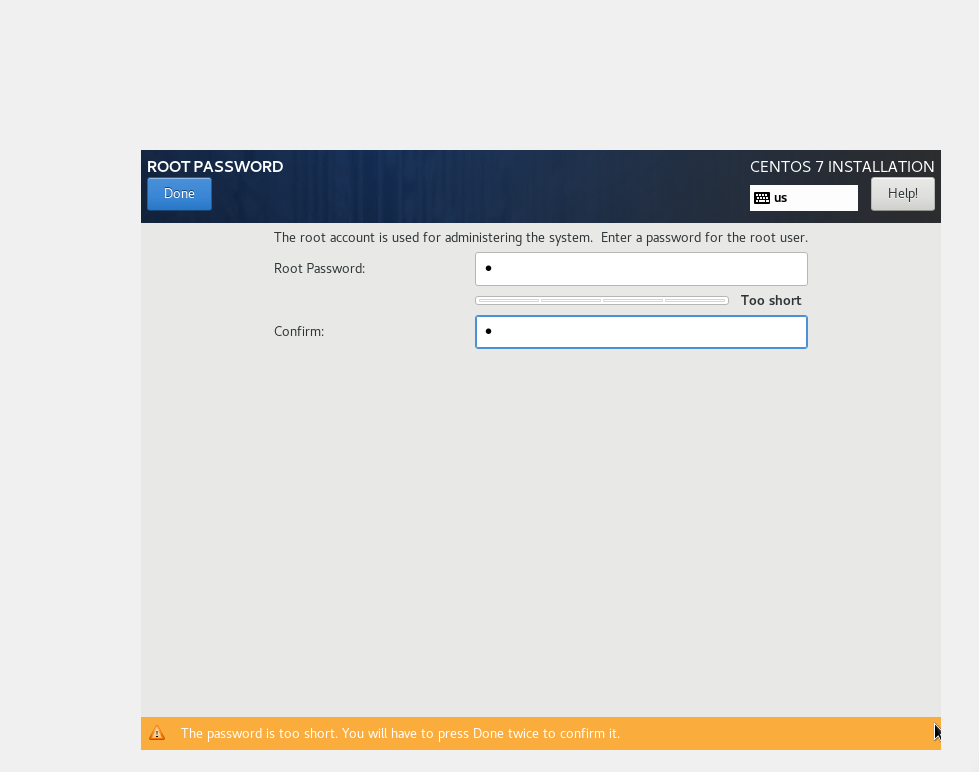 ROOT PASSWORD
CENTOS 7 INSTALLATION
Done
us
Help!
The root account is used for administering the system.  Enter a password for the root user.
Root Password:
●
Too short
Confirm:
●
The password is too short. You will have to press Done twice to confirm it.